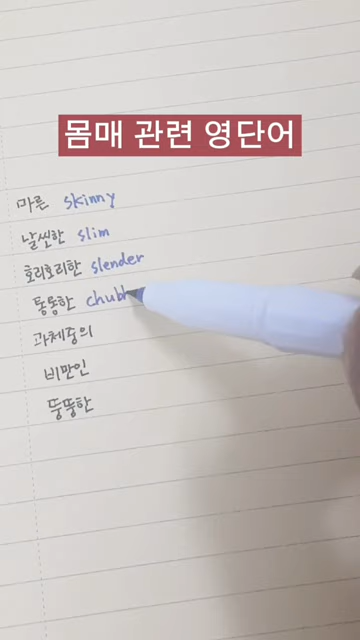 몸매 관련 영단어
마른 skinny
날씬한 slim
호리호리한 slender
통통한 chubb
과체중의
비만인
뚱뚱한